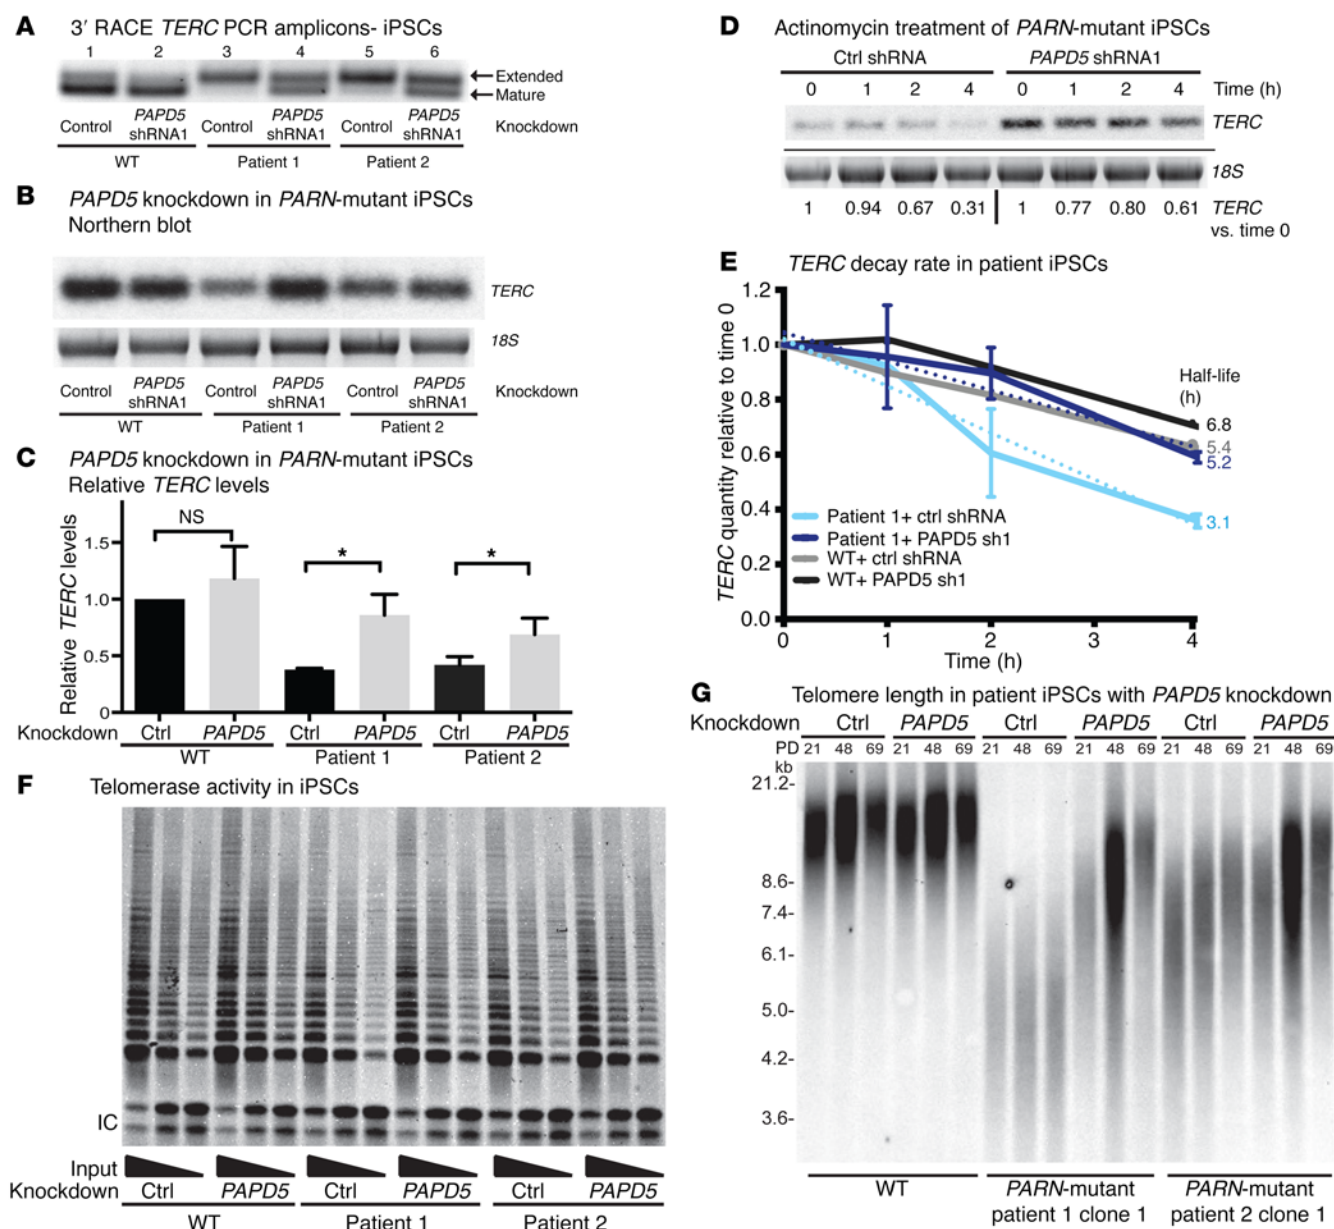 A 3′ RACE TERC PCR amplicons- iPSCs
1 2 3 4 5 6
Extended
Mature
Control PAPD5 shRNA1 Control PAPD5 shRNA1 Control PAPD5 shRNA1 Knockdown
WT Patient 1 Patient 2
B PAPD5 knockdown in PARN-mutant iPSCs
Northern blot
TERC
18S
Control PAPD5 shRNA1 Control PAPD5 shRNA1 Control PAPD5 shRNA1 Knockdown
WT Patient 1 Patient 2
C PAPD5 knockdown in PARN-mutant iPSCs
Relative TERC levels
Relative TERC levels
NS * *
1.5
1.0
0.5
0
Knockdown Ctrl PAPD5 Ctrl PAPD5 Ctrl PAPD5
WT Patient 1 Patient 2
D Actinomycin treatment of PARN-mutant iPSCs
Ctrl shRNA PAPD5 shRNA1
0 1 2 4 0 1 2 4 Time (h)
TERC
18S
1 0.94 0.67 0.31 1 0.77 0.80 0.61 TERC
vs. time 0
E TERC decay rate in patient iPSCs
TERC quantity relative to time 0
1.2
1.0
0.8
0.6
0.4
0.2
0.0
Half-life
(h)
6.8
5.4
5.2
3.1
Patient 1+ ctrl shRNA
Patient 1+ PAPD5 sh1
WT+ ctrl shRNA
WT+ PAPD5 sh1
0 1 2 3 4
Time (h)
F Telomerase activity in iPSCs
IC
Input
Knockdown Ctrl PAPD5 Ctrl PAPD5 Ctrl PAPD5
WT Patient 1 Patient 2
G Telomere length in patient iPSCs with PAPD5 knockdown
Knockdown Ctrl PAPD5 Ctrl PAPD5 Ctrl PAPD5
PD 21 48 69 21 48 69 21 48 69 21 48 69 21 48 69 21 48 69
kb
21.2-
8.6-
7.4-
6.1-
5.0-
4.2-
3.6-
WT PARN-mutant PARN-mutant
patient 1 clone 1 patient 2 clone 1